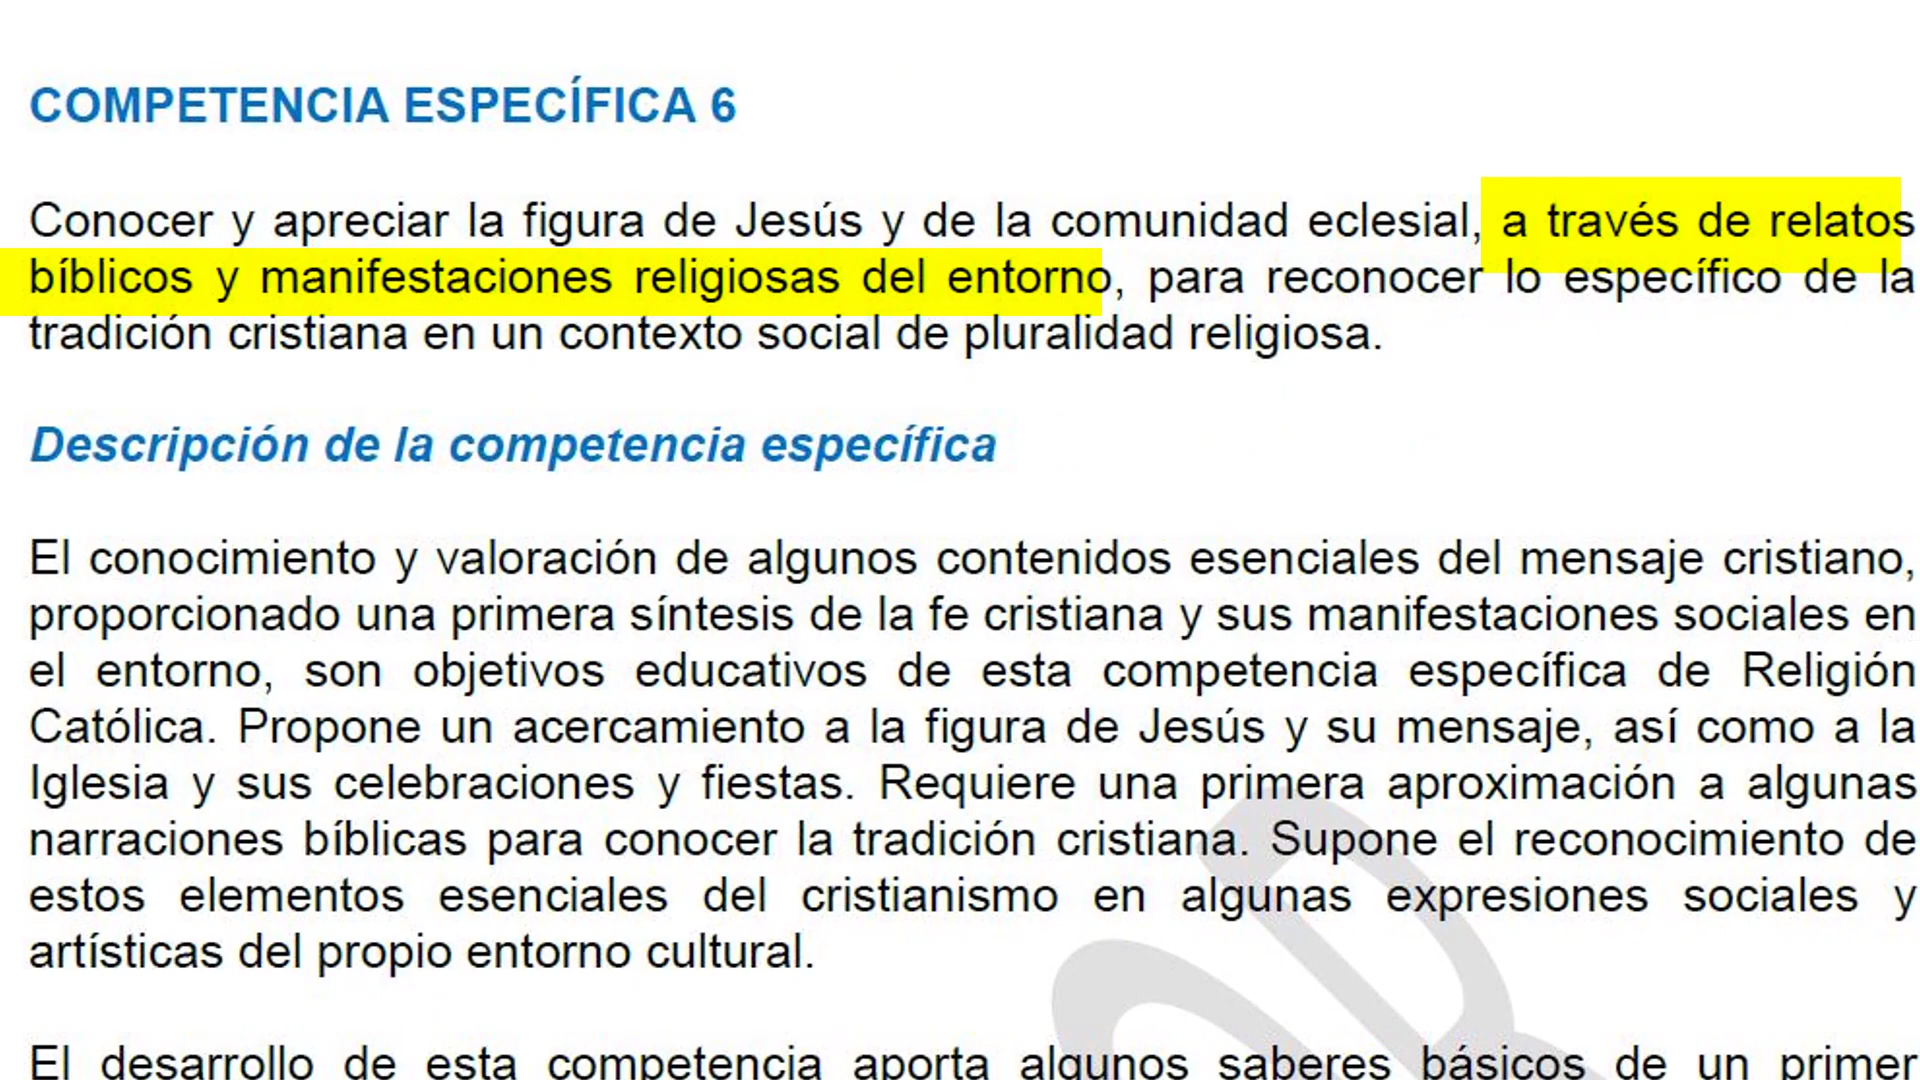 COMPETENCIA ESPECÍFICA 6
Conocer y apreciar la figura de Jesús y de la comunidad eclesial, a través de relatos
bíblicos y manifestaciones religiosas del entorno, para reconocer lo específico de la
tradición cristiana en un contexto social de pluralidad religiosa.
Descripción de la competencia específica
El conocimiento y valoración de algunos contenidos esenciales del mensaje cristiano,
proporcionado una primera síntesis de la fe cristiana y sus manifestaciones sociales en
el entorno, son objetivos educativos de esta competencia específica de Religión
Católica. Propone un acercamiento a la figura de Jesús y su mensaje, así como a la
Iglesia y sus celebraciones y fiestas. Requiere una primera aproximación a algunas
narraciones bíblicas para conocer la tradición cristiana. Supone el reconocimiento de
estos elementos esenciales del cristianismo en algunas expresiones sociales y
artísticas del propio entorno cultural.
El desarrollo de esta competencia aporta algunos saberes básicos de un primer